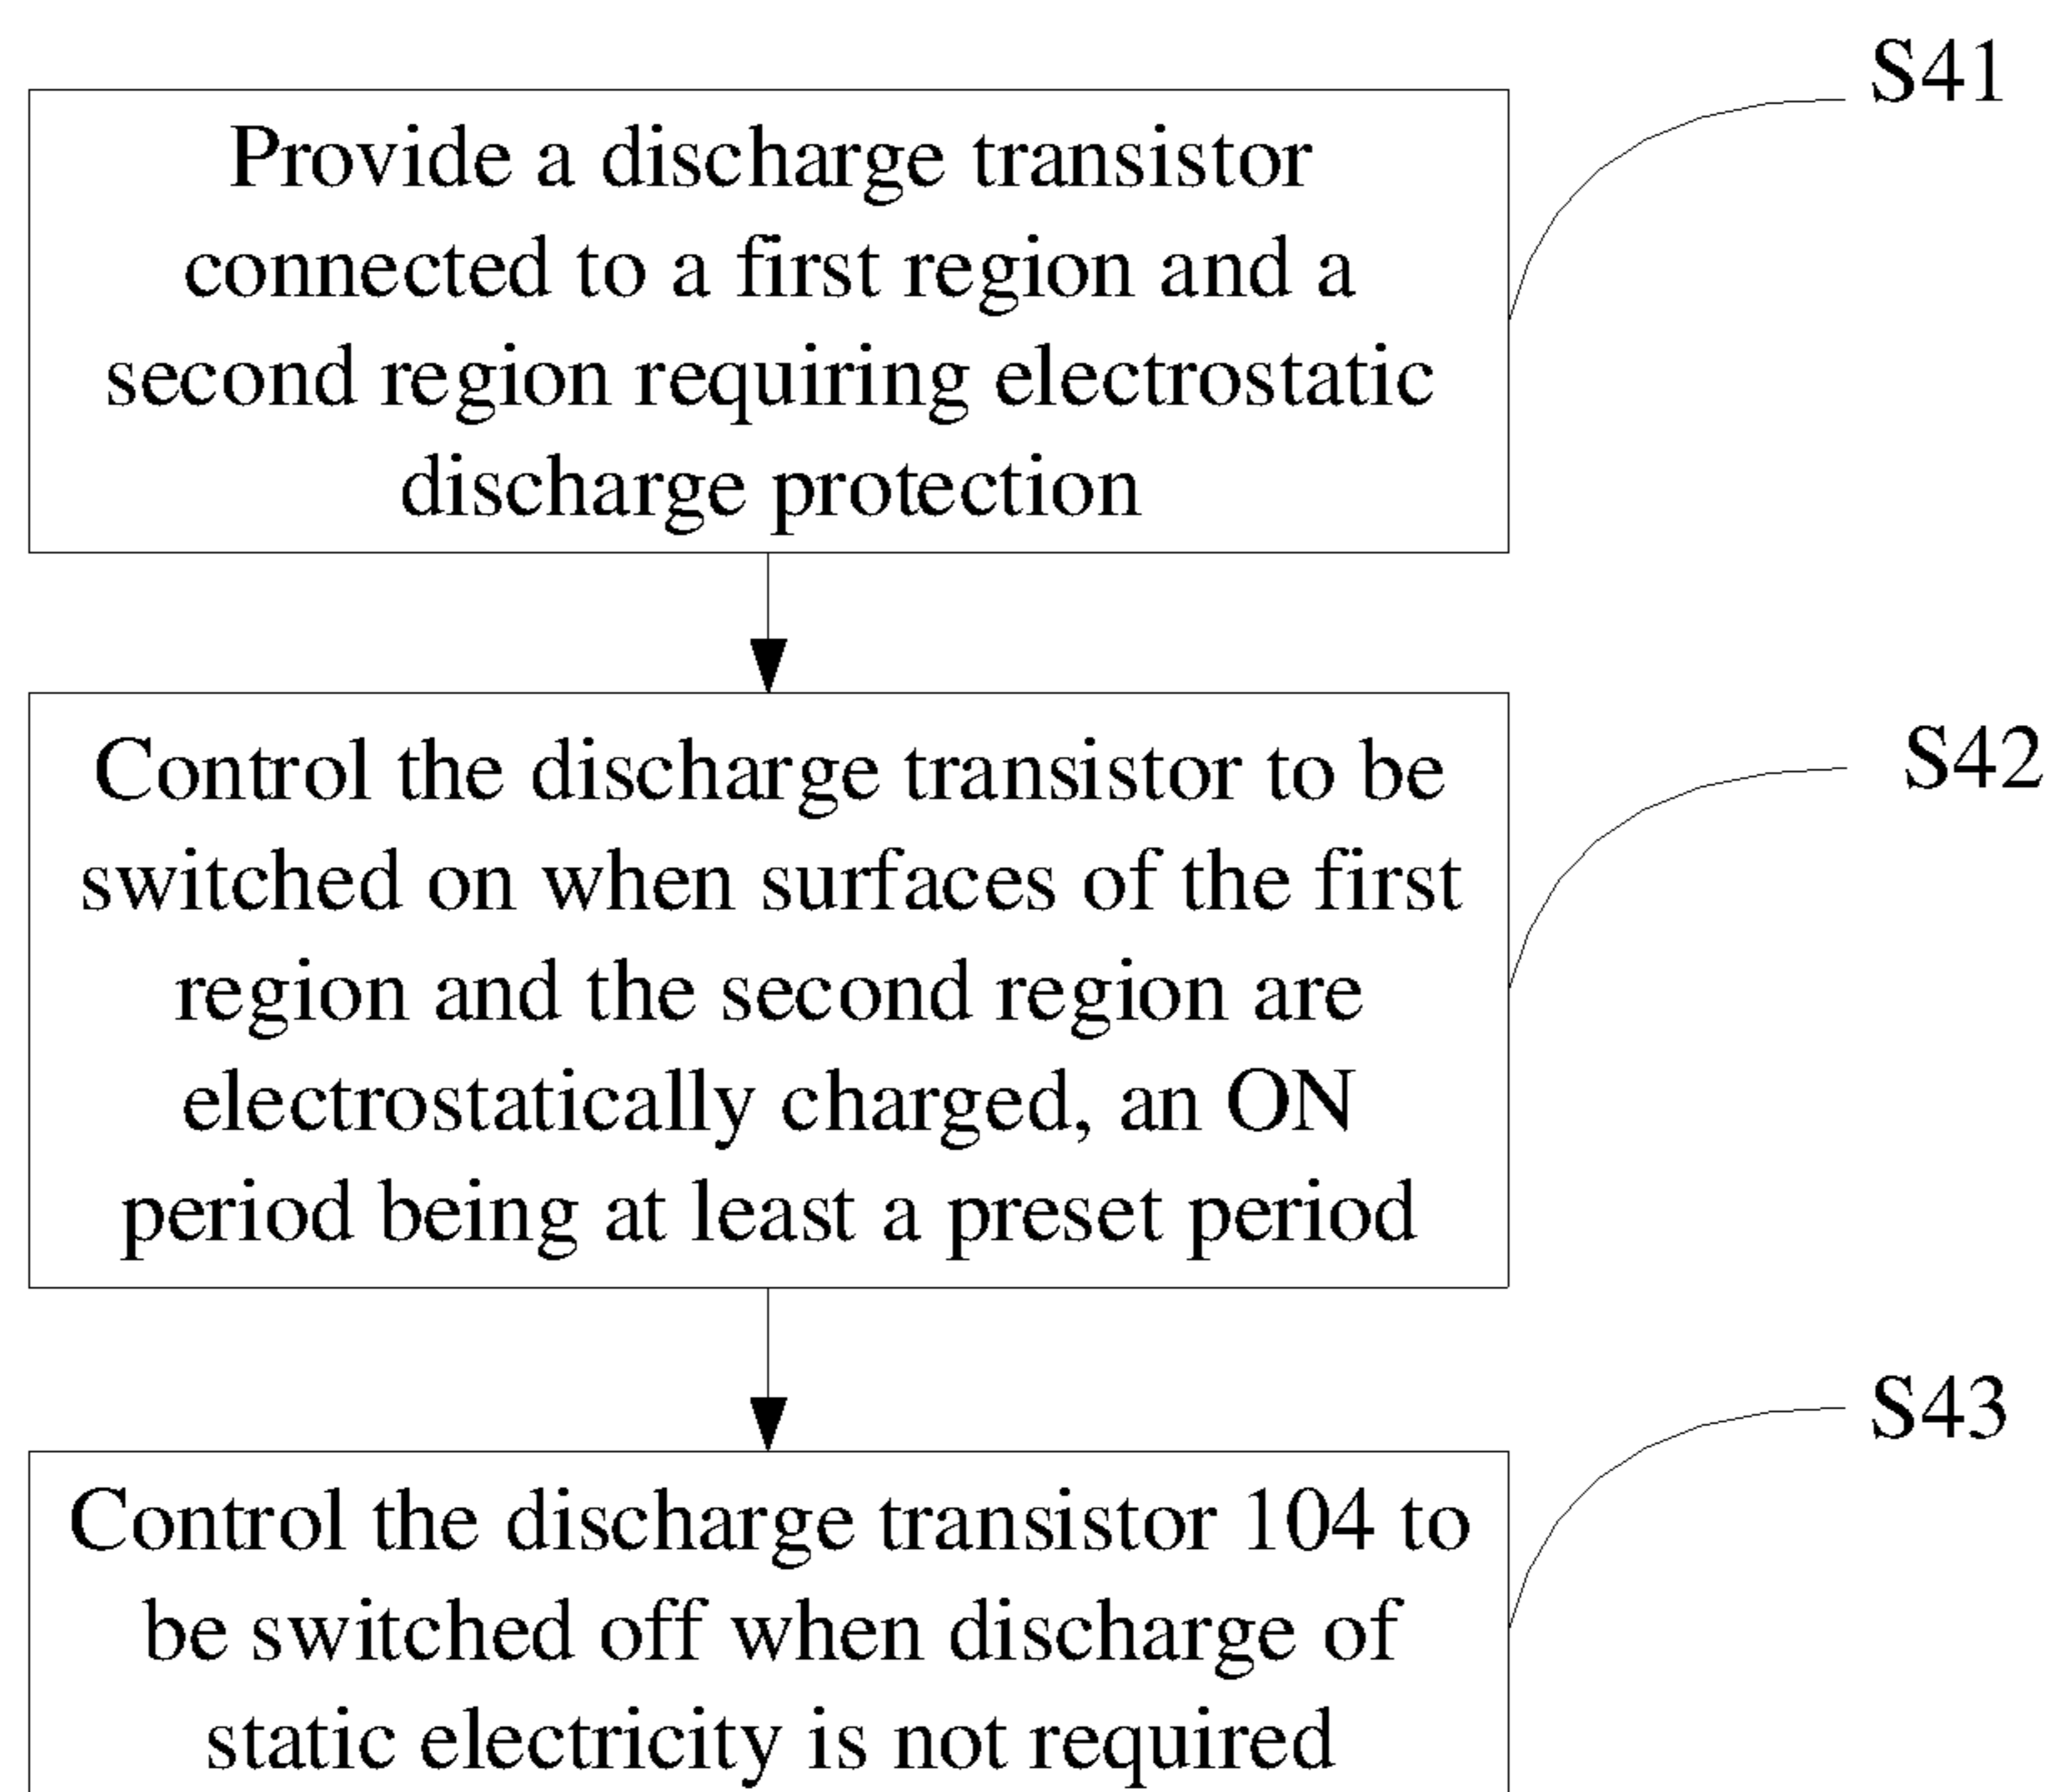 S41
Provide a discharge transistor
connected to a first region and a
second region requiring electrostatic
discharge protection
S42
Control the discharge transistor to be
switched on when surfaces of the first
region and the second region are
electrostatically charged, an ON
period being at least a preset period
S43
Control the discharge transistor 104 to
be switched off when discharge of
static electricity is not required